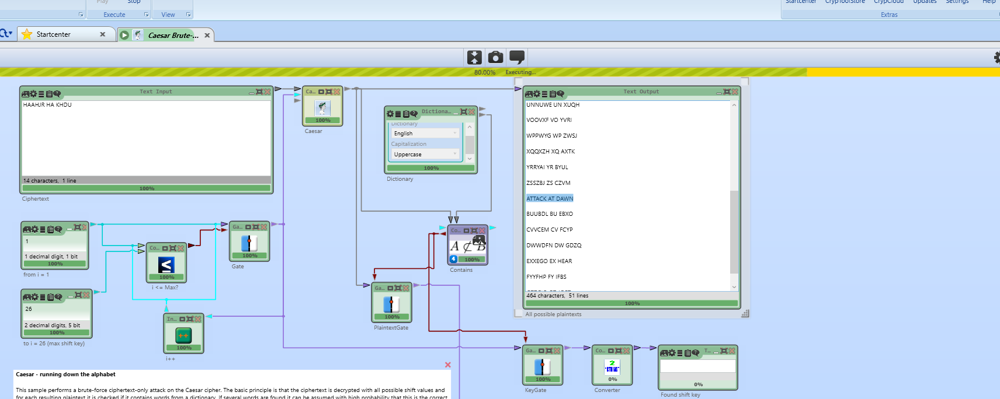 Play
Stop
Startcenter
CrypToolStore
CrypCloud
Updates
Settings
Help
Execute
View
Extras
Startcenter
Caesar Brute-...
80.00% Executing...
Text Input
HAAHJR HA KHDU
14 characters, 1 line
100%
Ciphertext
Ca...
100%
Caesar
Dictiona...
Dictionary
English
Capitalization
Uppercase
100%
Dictionary
Text Output
UNNUWE UN XUQH
VOOVXF VO YVRI
WPPWYG WP ZWSJ
XQQXZH XQ AXTK
YRRYAI YR BYUL
ZSSZBJ ZS CZVM
ATTACK AT DAWN
BUUBDL BU EBXO
CVVCEM CV FCYP
DWWDFN DW GDZQ
EXXEGO EX HEAR
FYYFHP FY IFBS
464 characters, 51 lines
100%
All possible plaintexts
1
1 decimal digit, 1 bit
100%
from i = 1
26
2 decimal digits, 5 bit
100%
to i = 26 (max shift key)
Co...
≤
100%
i <= Max?
Ga...
100%
Gate
In...
++
100%
i++
Co...
A ⊄ B
4
100%
Contains
Ga...
100%
PlaintextGate
Ga...
100%
KeyGate
Co...
2
"STRING"
0%
Converter
T...
0%
Found shift key
Caesar - running down the alphabet
This sample performs a brute-force ciphertext-only attack on the Caesar cipher. The basic principle is that the ciphertext is decrypted with all possible shift values and
for each resulting plaintext it is checked if it contains words from a dictionary. If several words are found it can be assumed with high probability that this is the correct